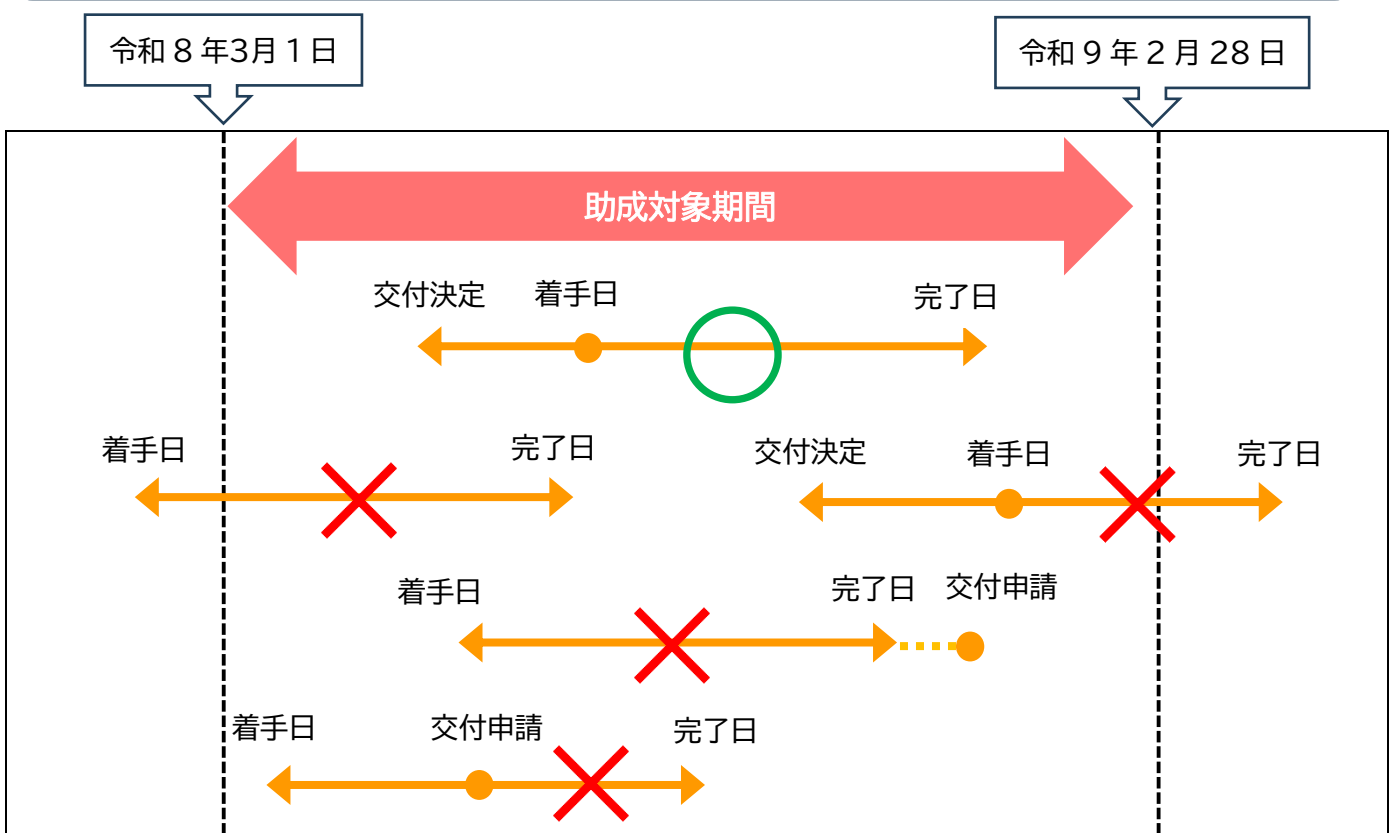 令和８年3月１日
令和９年２月28日
助成対象期間
交付決定
着手日
完了日
着手日
完了日
交付決定
着手日
完了日
着手日
完了日
交付申請
着手日
交付申請
完了日